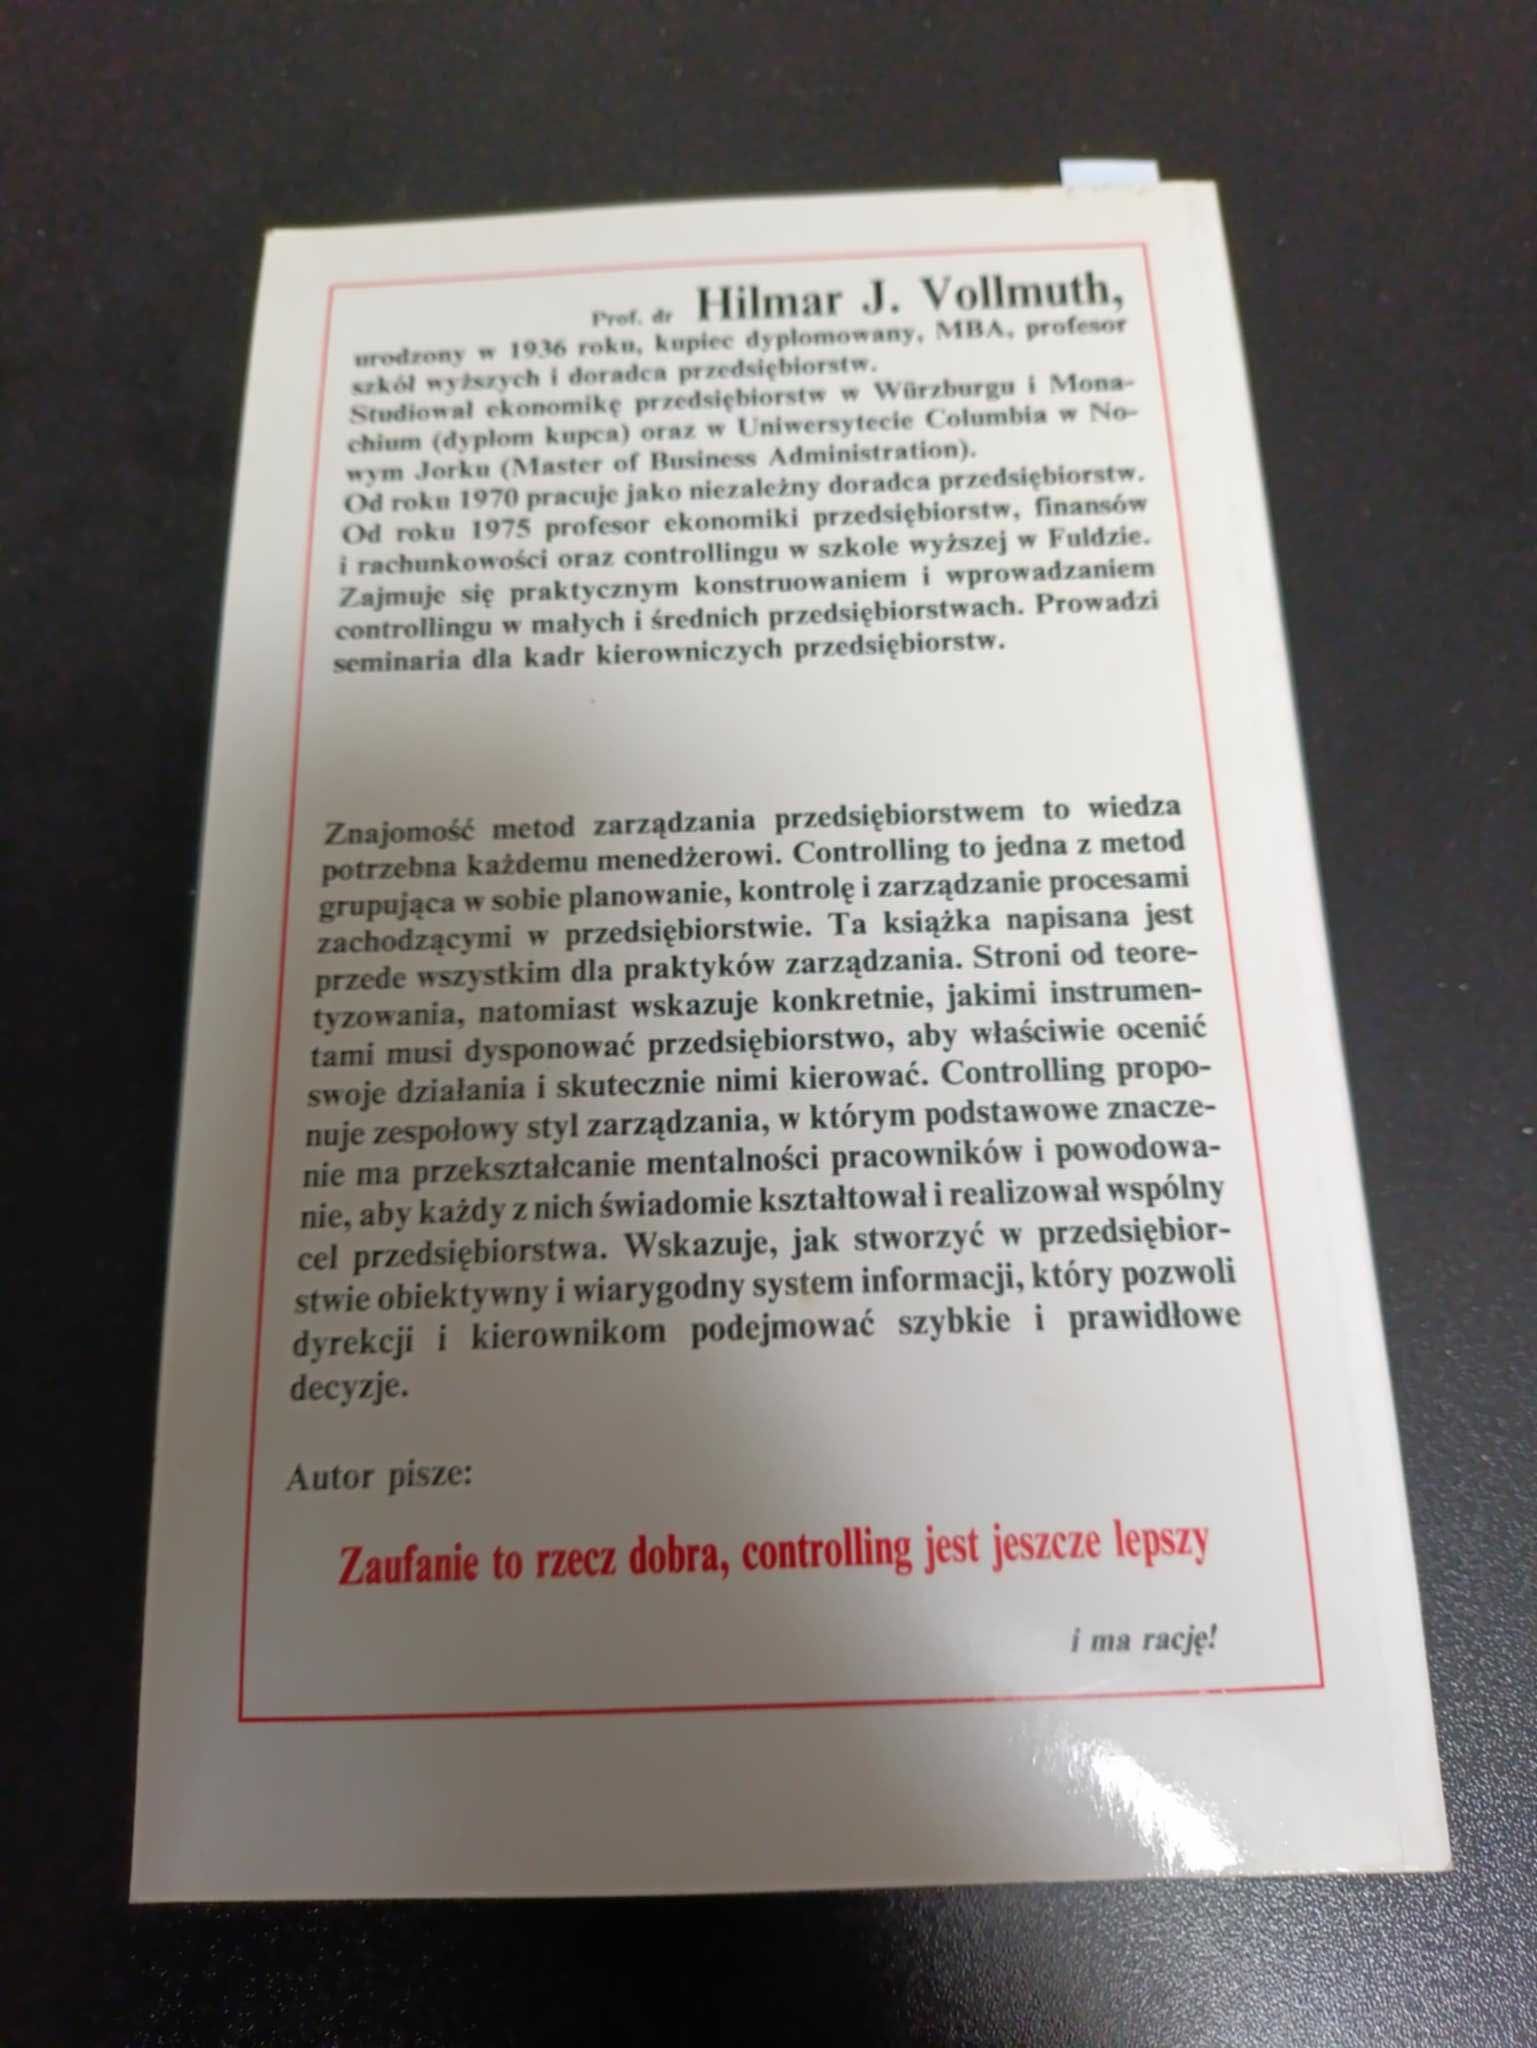 Prof. dr Hilmar J. Vollmuth,
urodzony w 1936 roku, kupiec dyplomowany, MBA, profesor
szkół wyższych i doradca przedsiębiorstw.
Studiował ekonomikę przedsiębiorstw w Würzburgu i Mona-
chium (dyplom kupca) oraz w Uniwersytecie Columbia w No-
wym Jorku (Master of Business Administration).
Od roku 1970 pracuje jako niezależny doradca przedsiębiorstw.
Od roku 1975 profesor ekonomiki przedsiębiorstw, finansów
i rachunkowości oraz controllingu w szkole wyższej w Fuldzie.
Zajmuje się praktycznym konstruowaniem i wprowadzaniem
controllingu w małych i średnich przedsiębiorstwach. Prowadzi
seminaria dla kadr kierowniczych przedsiębiorstw.
Znajomość metod zarządzania przedsiębiorstwem to wiedza
potrzebna każdemu menedżerowi. Controlling to jedna z metod
grupująca w sobie planowanie, kontrolę i zarządzanie procesami
zachodzącymi w przedsiębiorstwie. Ta książka napisana jest
przede wszystkim dla praktyków zarządzania. Stroni od teore-
tyzowania, natomiast wskazuje konkretnie, jakimi instrumen-
tami musi dysponować przedsiębiorstwo, aby właściwie ocenić
swoje działania i skutecznie nimi kierować. Controlling propo-
nuje zespołowy styl zarządzania, w którym podstawowe znacze-
nie ma przekształcanie mentalności pracowników i powodowa-
nie, aby każdy z nich świadomie kształtował i realizował wspólny
cel przedsiębiorstwa. Wskazuje, jak stworzyć w przedsiębior-
stwie obiektywny i wiarygodny system informacji, który pozwoli
dyrekcji i kierownikom podejmować szybkie i prawidłowe
decyzje.
Autor pisze:
Zaufanie to rzecz dobra, controlling jest jeszcze lepszy
i ma rację!